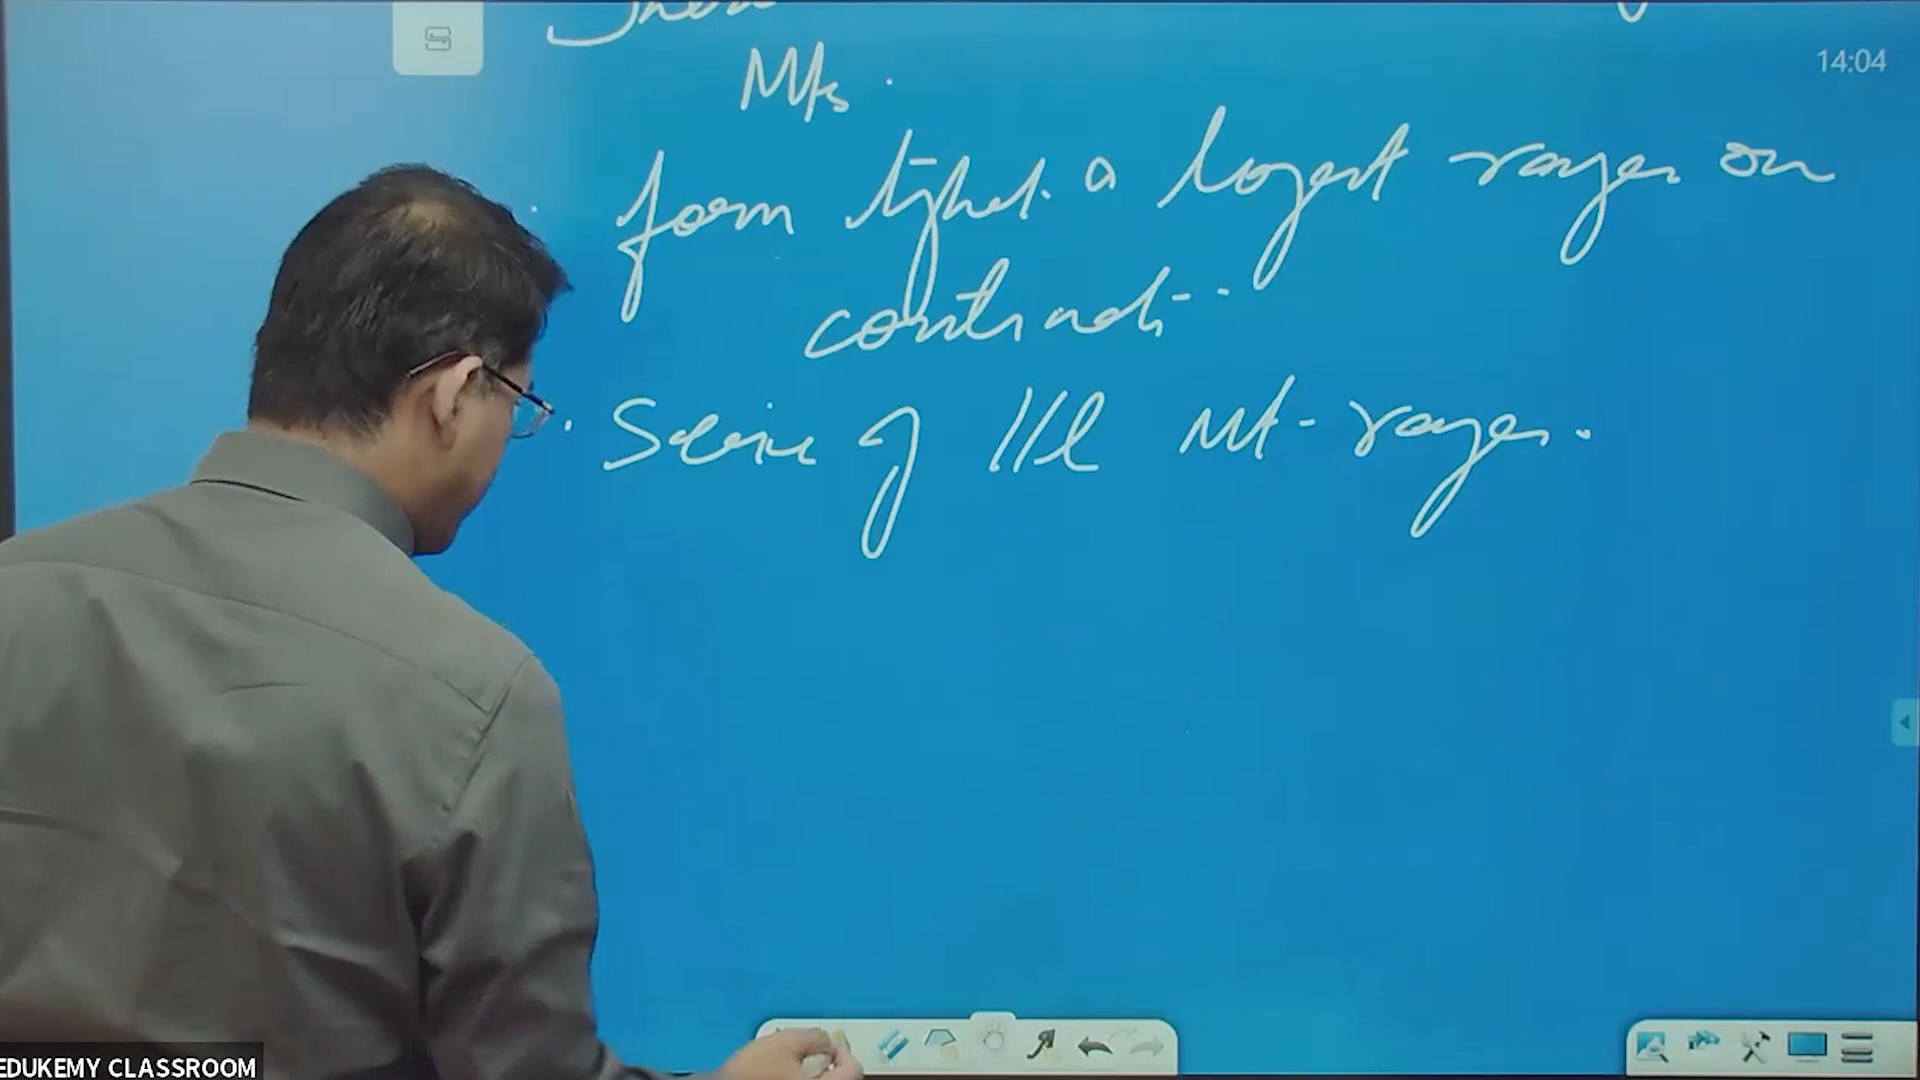 Mts.
14:04
form highest & longest ranges on
continents.
Series of //l Mt- ranges.
EDUKEMY CLASSROOM